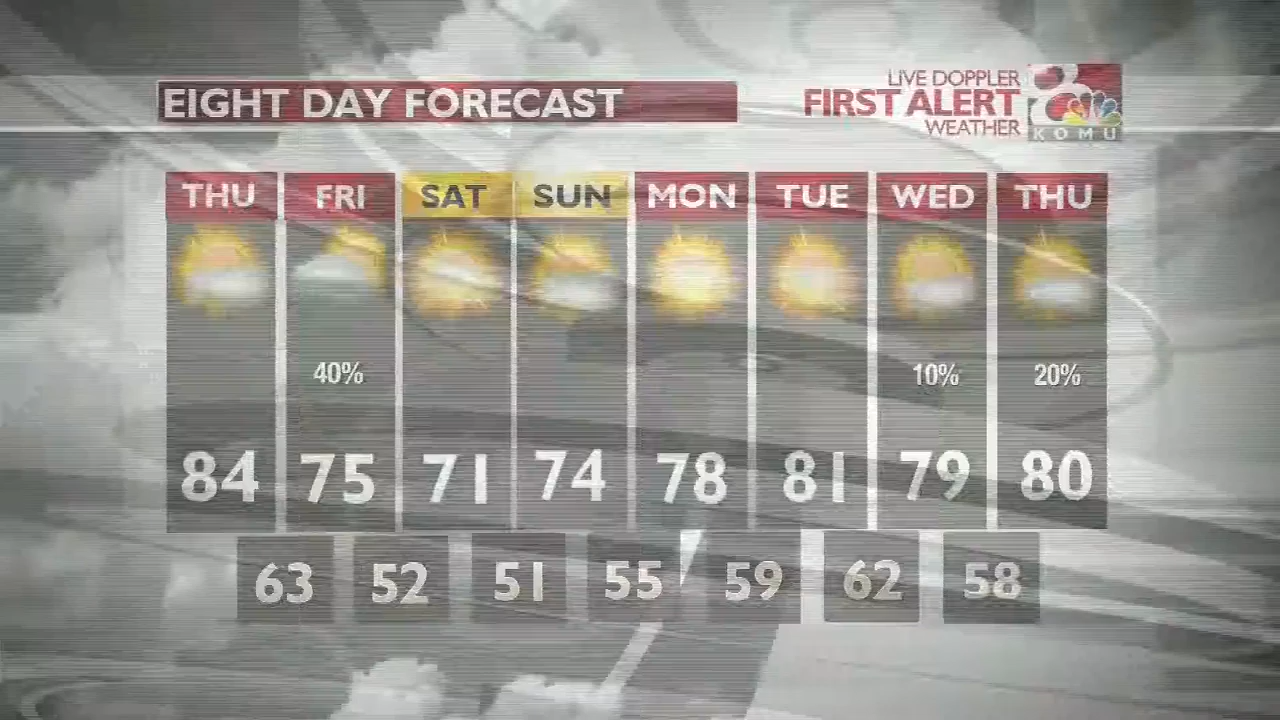 EIGHT DAY FORECAST
LIVE DOPPLER
FIRST ALERT
WEATHER
8
KOMU
THU FRI SAT SUN MON TUE WED THU
40% 10% 20%
84 75 71 74 78 81 79 80
63 52 51 55 59 62 58